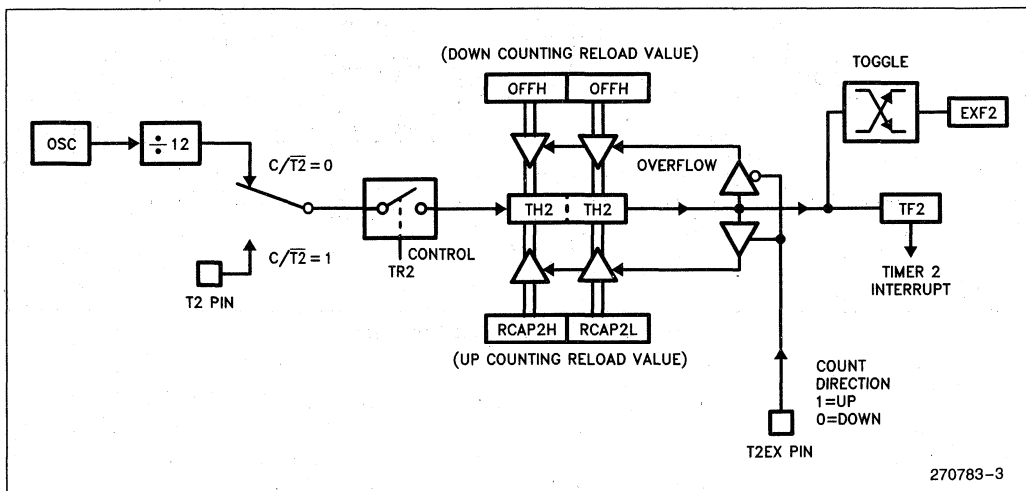 (DOWN COUNTING RELOAD VALUE)
TOGGLE
OFFH OFFH
EXF2
OSC
÷12
C/T2̅=0
OVERFLOW
TH2 TH2
TF2
CONTROL
TR2
C/T2̅=1
T2 PIN
TIMER 2
INTERRUPT
RCAP2H RCAP2L
(UP COUNTING RELOAD VALUE)
COUNT
DIRECTION
1=UP
0=DOWN
T2EX PIN
270783-3